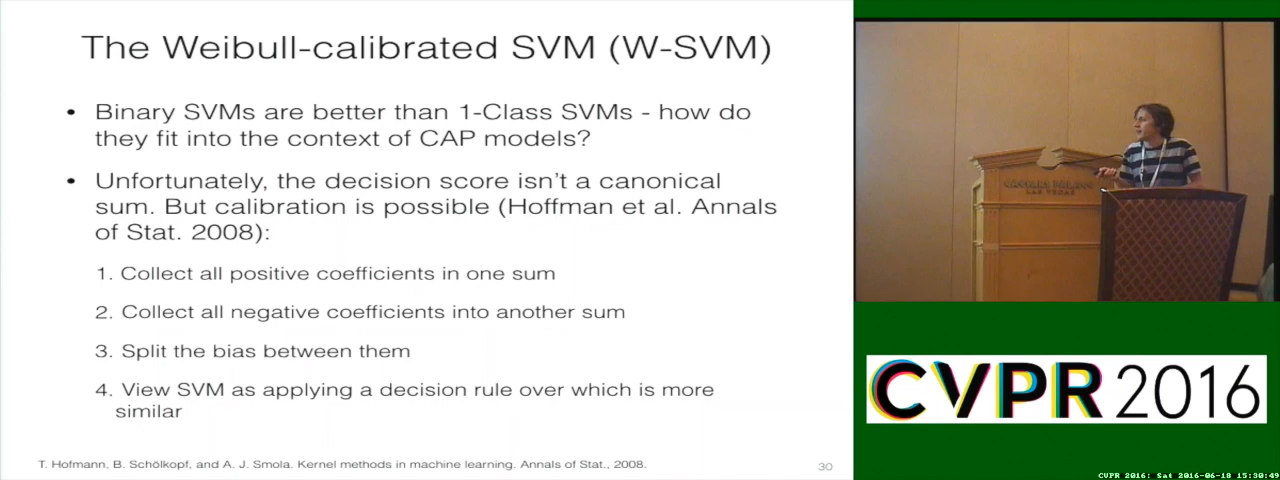 The Weibull-calibrated SVM (W-SVM)
• Binary SVMs are better than 1-Class SVMs - how do
they fit into the context of CAP models?
• Unfortunately, the decision score isn't a canonical
sum. But calibration is possible (Hoffman et al. Annals
of Stat. 2008):
1. Collect all positive coefficients in one sum
2. Collect all negative coefficients into another sum
3. Split the bias between them
4. View SVM as applying a decision rule over which is more
similar
T. Hofmann, B. Schölkopf, and A. J. Smola. Kernel methods in machine learning. Annals of Stat., 2008.
30
CAESARS PALACE
LAS VEGAS
CVPR 2016
CVPR 2016: Sat 2016-06-18 15:30:49